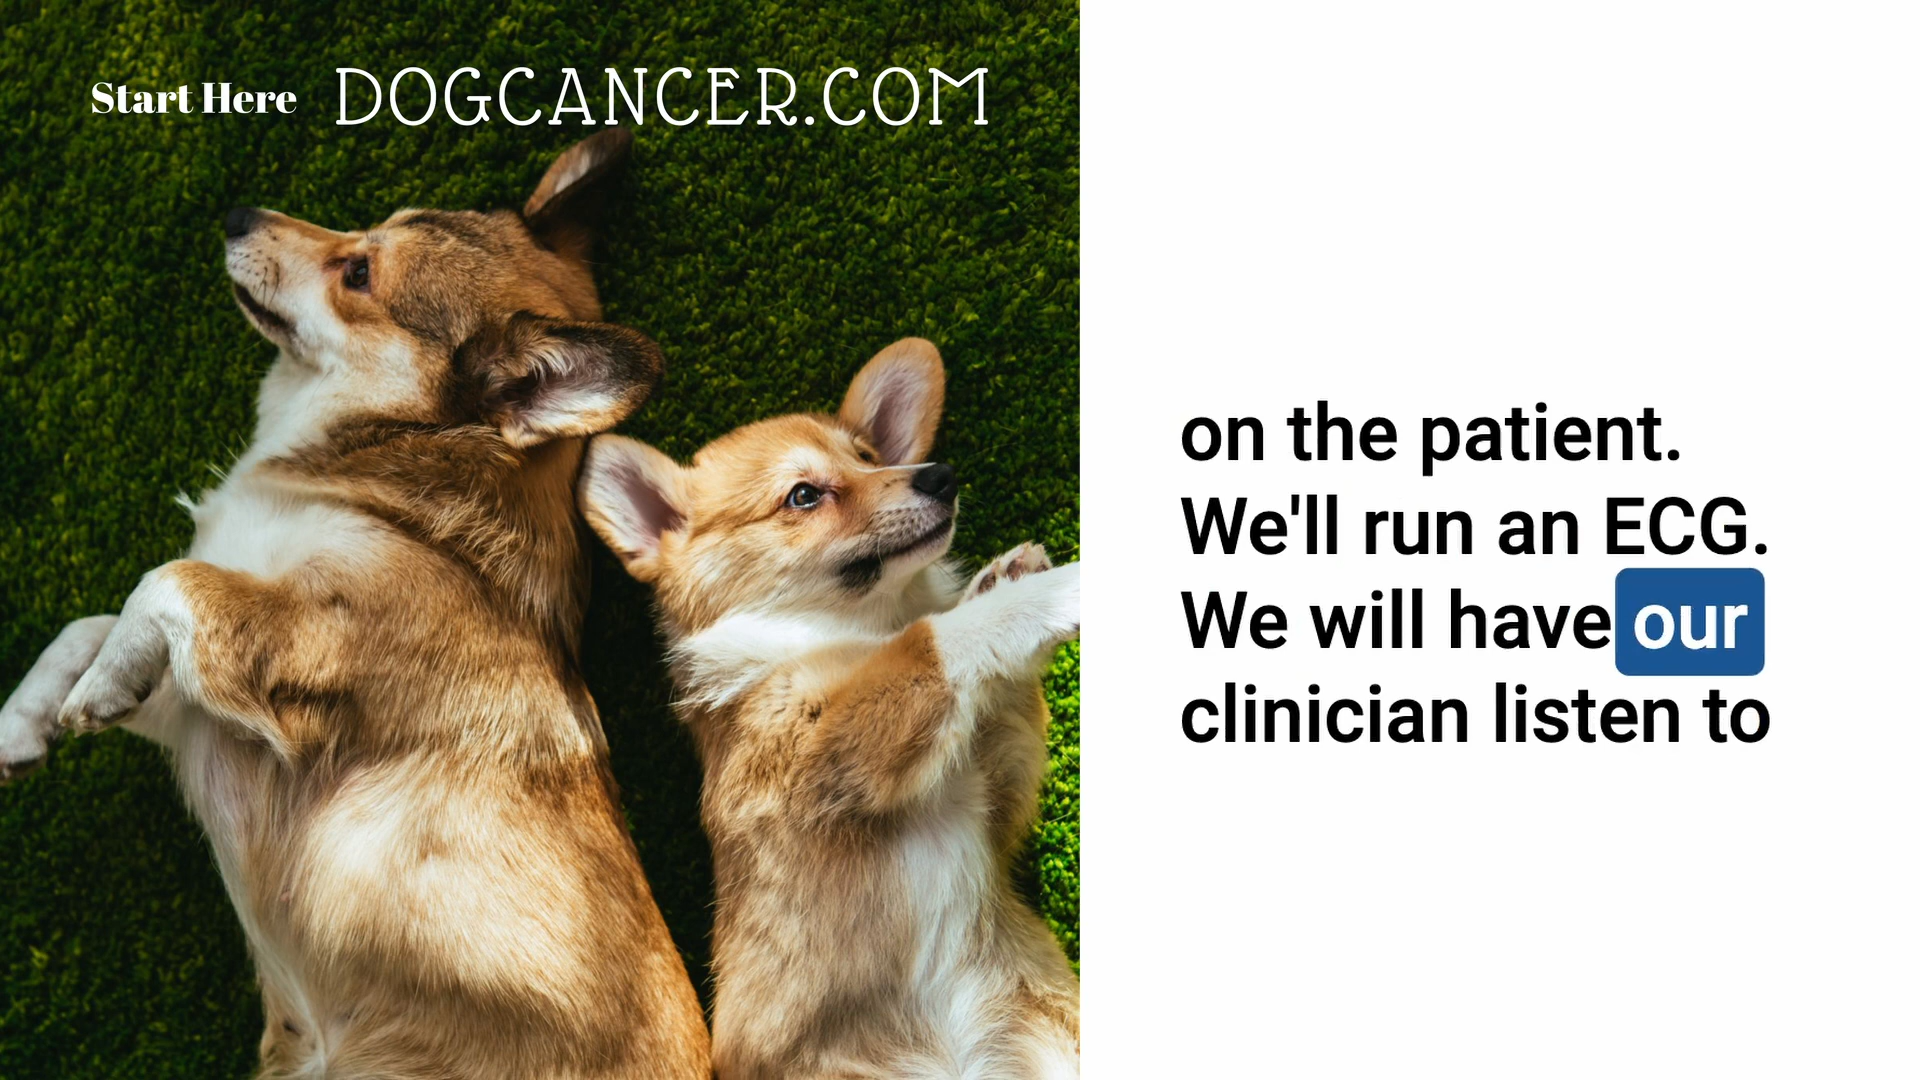 Start Here DOGCANCER.COM
on the patient.
We'll run an ECG.
We will have our
clinician listen to